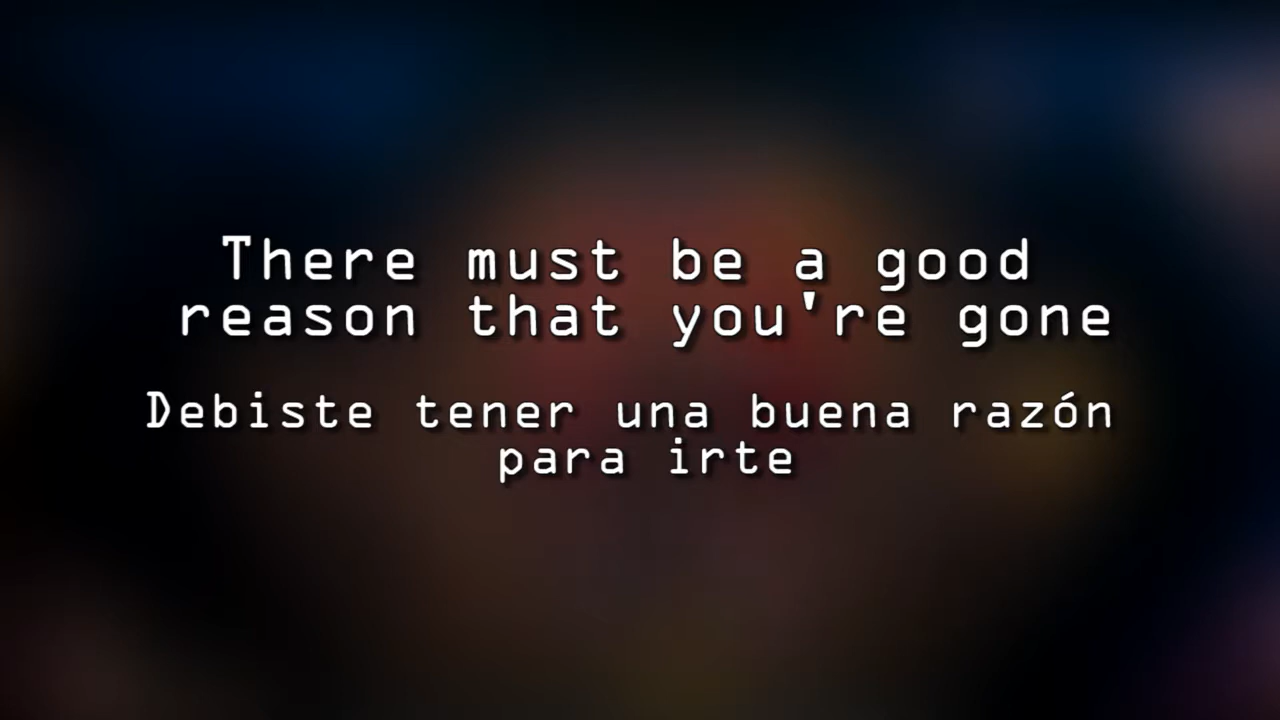 There must be a good
reason that you're gone
Debiste tener una buena razón
para irte